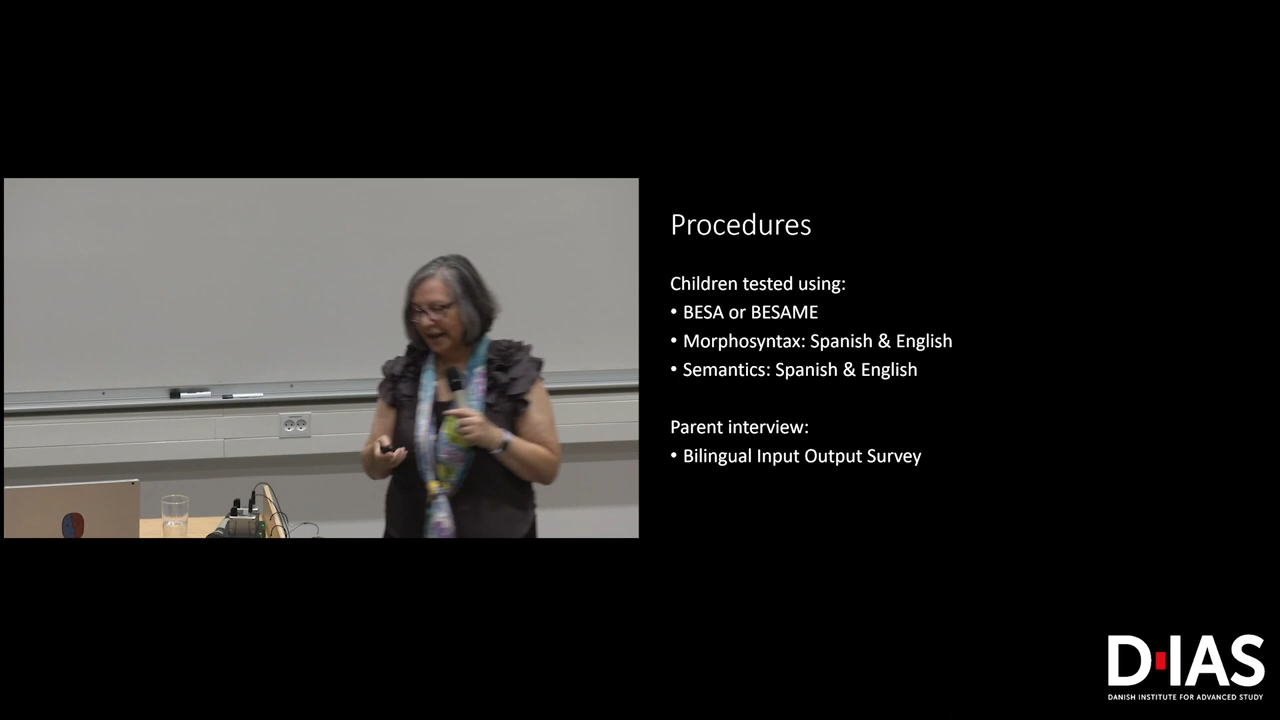 Procedures
Children tested using:
• BESA or BESAME
• Morphosyntax: Spanish & English
• Semantics: Spanish & English
Parent interview:
• Bilingual Input Output Survey
D·IAS
DANISH INSTITUTE FOR ADVANCED STUDY